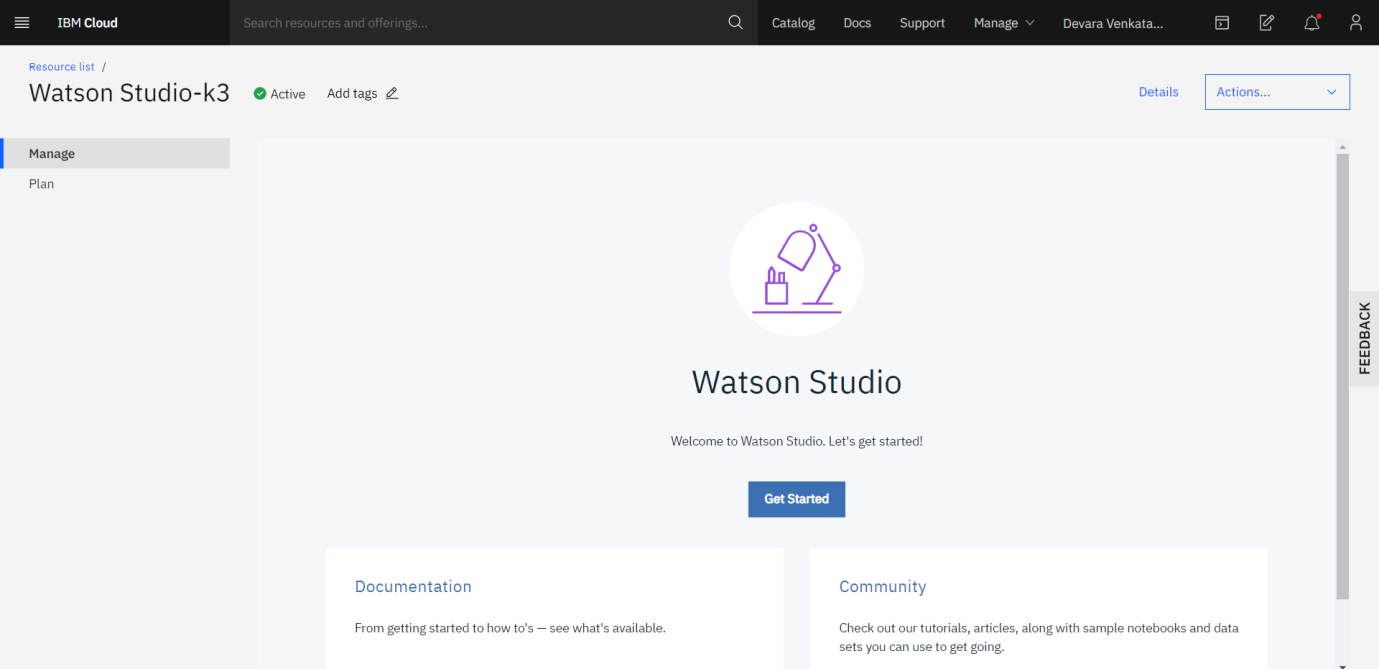 IBM Cloud
Search resources and offerings...
Catalog
Docs
Support
Manage
Devara Venkata...
Resource list /
Watson Studio-k3
Active
Add tags
Details
Actions...
Manage
Plan
Watson Studio
Welcome to Watson Studio. Let's get started!
Get Started
Documentation
From getting started to how to's — see what's available.
Community
Check out our tutorials, articles, along with sample notebooks and data
sets you can use to get going.
FEEDBACK